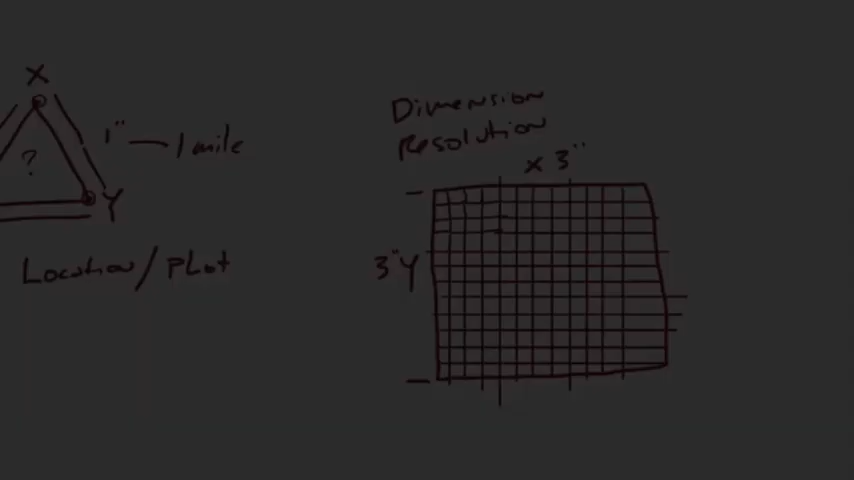 X
?
1" — 1 mile
Y
Location/Plot
Dimension
Resolution
X 3"
3" Y